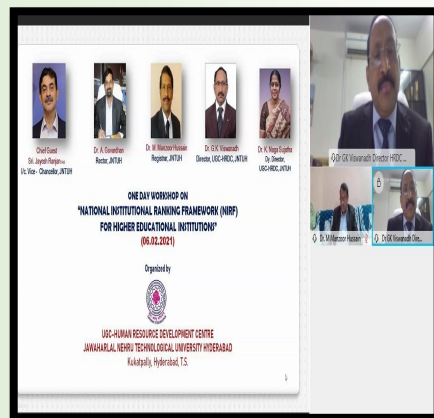 Chief Guest
Sri. Jayesh Ranjan IAS
I/c. Vice - Chancellor, JNTUH
Dr. A. Govardhan
Rector, JNTUH
Dr. M. Manzoor Hussain
Registrar, JNTUH
Dr. G.K. Viswanadh
Director, UGC-HRDC, JNTUH
Dr. K. Naga Sujatha
Dy. Director,
UGC-HRDC, JNTUH
ONE DAY WORKSHOP ON
"NATIONAL INSTITUTIONAL RANKING FRAMEWORK (NIRF)
FOR HIGHER EDUCATIONAL INSTITUTIONS"
(06.02.2021)
Organized by
UGC-HUMAN RESOURCE DEVELOPMENT CENTRE
JAWAHARLAL NEHRU TECHNOLOGICAL UNIVERSITY HYDERABAD
Kukatpally, Hyderabad, T.S.
Dr GK Viswanadh Director HRDC...
Dr. M Manzoor Hussain
Dr GK Viswanadh Dire...